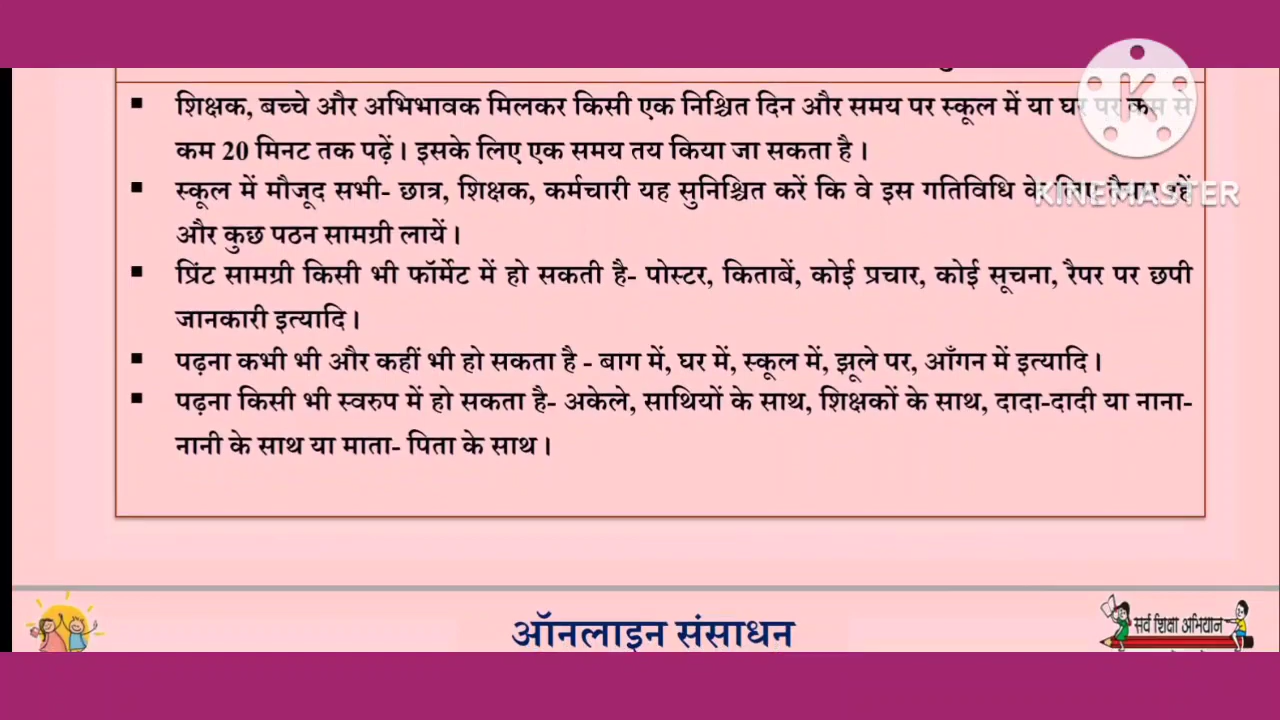 शिक्षक, बच्चे और अभिभावक मिलकर किसी एक निश्चित दिन और समय पर स्कूल में या घर पर कम से
कम 20 मिनट तक पढ़ें। इसके लिए एक समय तय किया जा सकता है।
स्कूल में मौजूद सभी- छात्र, शिक्षक, कर्मचारी यह सुनिश्चित करें कि वे इस गतिविधि के लिए तैयार रहें
KINEMASTER
और कुछ पठन सामग्री लायें।
प्रिंट सामग्री किसी भी फॉर्मेट में हो सकती है- पोस्टर, किताबें, कोई प्रचार, कोई सूचना, रैपर पर छपी
जानकारी इत्यादि।
पढ़ना कभी भी और कहीं भी हो सकता है - बाग में, घर में, स्कूल में, झूले पर, आँगन में इत्यादि।
पढ़ना किसी भी स्वरुप में हो सकता है- अकेले, साथियों के साथ, शिक्षकों के साथ, दादा-दादी या नाना-
नानी के साथ या माता- पिता के साथ।
ऑनलाइन संसाधन
सर्व शिक्षा अभियान